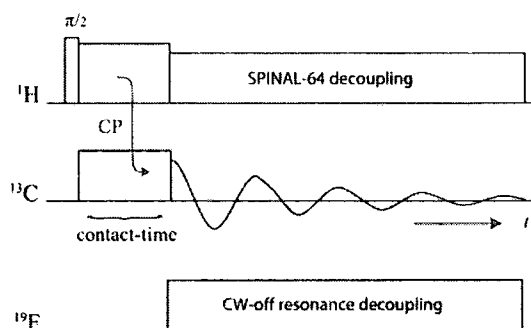 π/2
¹H
SPINAL-64 decoupling
CP
¹³C
contact-time
t
¹⁹F
CW-off resonance decoupling